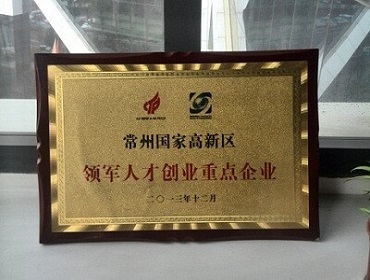 常州国家高新区
领军人才创业重点企业
二〇一三年十二月